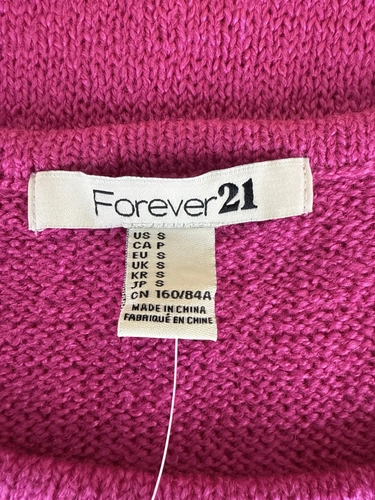 Forever21
US S
CA P
EU S
UK S
KR S
JP S
CN 160/84A
MADE IN CHINA
FABRIQUÉ EN CHINE